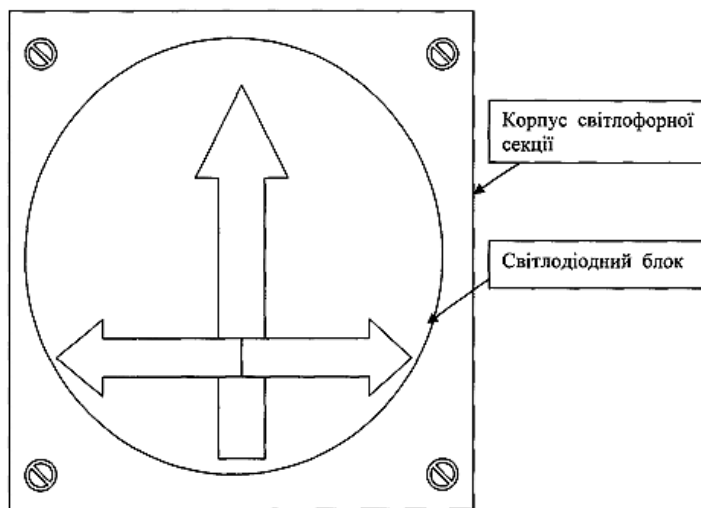 Корпус світлофорної
секції
Світлодіодний блок